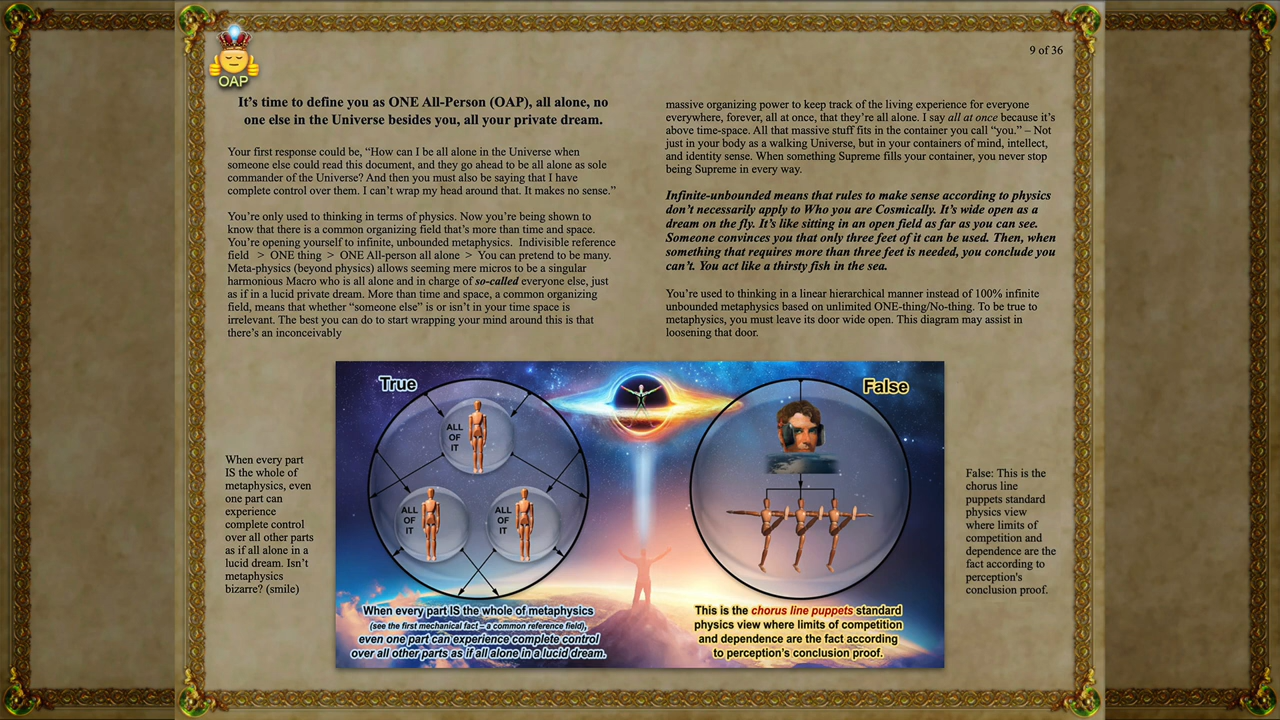 OAP
9 of 36
It’s time to define you as ONE All-Person (OAP), all alone, no
one else in the Universe besides you, all your private dream.
Your first response could be, “How can I be all alone in the Universe when
someone else could read this document, and they go ahead to be all alone as sole
commander of the Universe? And then you must also be saying that I have
complete control over them. I can’t wrap my head around that. It makes no sense.”
You’re only used to thinking in terms of physics. Now you’re being shown to
know that there is a common organizing field that’s more than time and space.
You’re opening yourself to infinite, unbounded metaphysics. Indivisible reference
field > ONE thing > ONE All-person all alone > You can pretend to be many.
Meta-physics (beyond physics) allows seeming mere micros to be a singular
harmonious Macro who is all alone and in charge of so-called everyone else, just
as if in a lucid private dream. More than time and space, a common organizing
field, means that whether “someone else” is or isn’t in your time space is
irrelevant. The best you can do to start wrapping your mind around this is that
there’s an inconceivably
massive organizing power to keep track of the living experience for everyone
everywhere, forever, all at once, that they’re all alone. I say all at once because it’s
above time-space. All that massive stuff fits in the container you call “you.” – Not
just in your body as a walking Universe, but in your containers of mind, intellect,
and identity sense. When something Supreme fills your container, you never stop
being Supreme in every way.
Infinite-unbounded means that rules to make sense according to physics
don’t necessarily apply to Who you are Cosmically. It’s wide open as a
dream on the fly. It’s like sitting in an open field as far as you can see.
Someone convinces you that only three feet of it can be used. Then, when
something that requires more than three feet is needed, you conclude you
can’t. You act like a thirsty fish in the sea.
You’re used to thinking in a linear hierarchical manner instead of 100% infinite
unbounded metaphysics based on unlimited ONE-thing/No-thing. To be true to
metaphysics, you must leave its door wide open. This diagram may assist in
loosening that door.
When every part
IS the whole of
metaphysics, even
one part can
experience
complete control
over all other parts
as if all alone in a
lucid dream. Isn’t
metaphysics
bizarre? (smile)
True
ALL
OF
IT
ALL
OF
IT
ALL
OF
IT
When every part IS the whole of metaphysics
(see the first mechanical fact – a common reference field),
even one part can experience complete control
over all other parts as if all alone in a lucid dream.
False
This is the chorus line puppets standard
physics view where limits of competition
and dependence are the fact according
to perception’s conclusion proof.
False: This is the
chorus line
puppets standard
physics view
where limits of
competition and
dependence are the
fact according to
perception's
conclusion proof.